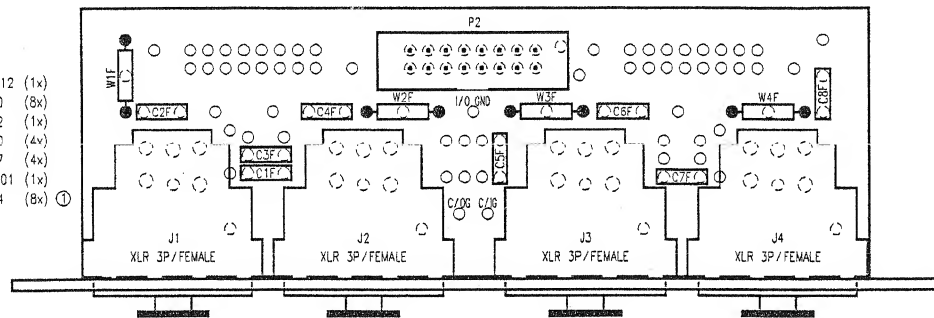 P2
12 (1x)
0 (8x)
2 (1x)
0 (4x)
7 (4x)
01 (1x)
4 (8x) 1
W1F
C2F
C4F
W2F
I/O GND
W3F
C6F
W4F
C8F
C3F
C1F
C5F
C7F
C/OG C/IG
J1
XLR 3P/FEMALE
J2
XLR 3P/FEMALE
J3
XLR 3P/FEMALE
J4
XLR 3P/FEMALE